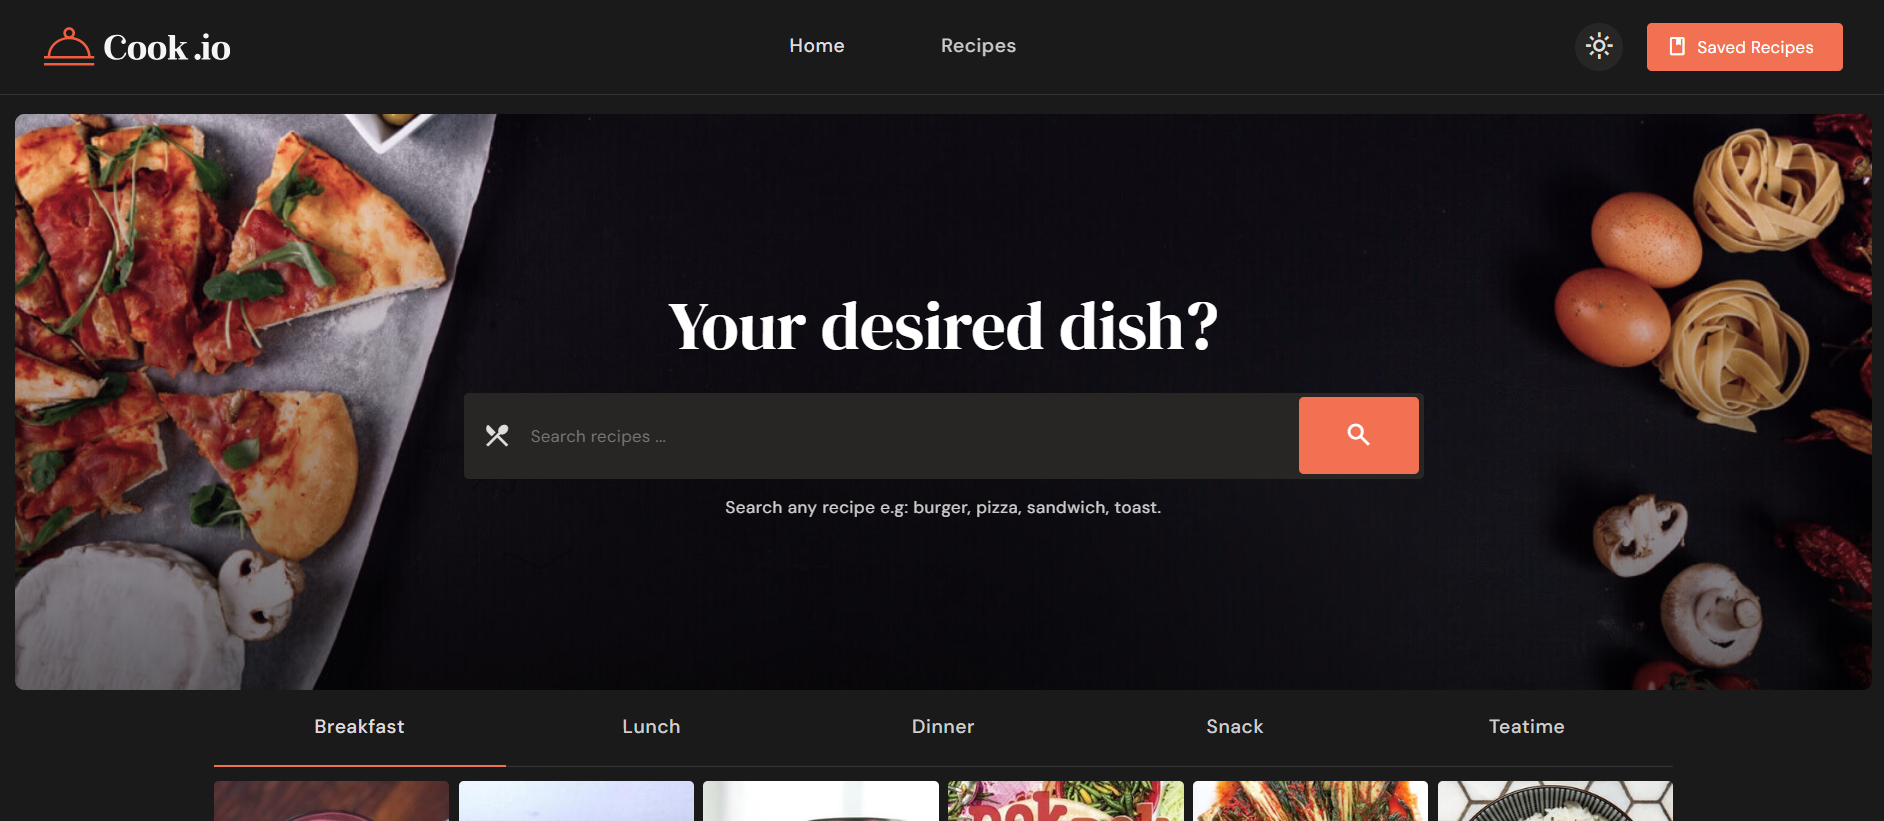 Cook.io
Home
Recipes
Saved Recipes
Your desired dish?
Search recipes ...
Search any recipe e.g: burger, pizza, sandwich, toast.
Breakfast
Lunch
Dinner
Snack
Teatime